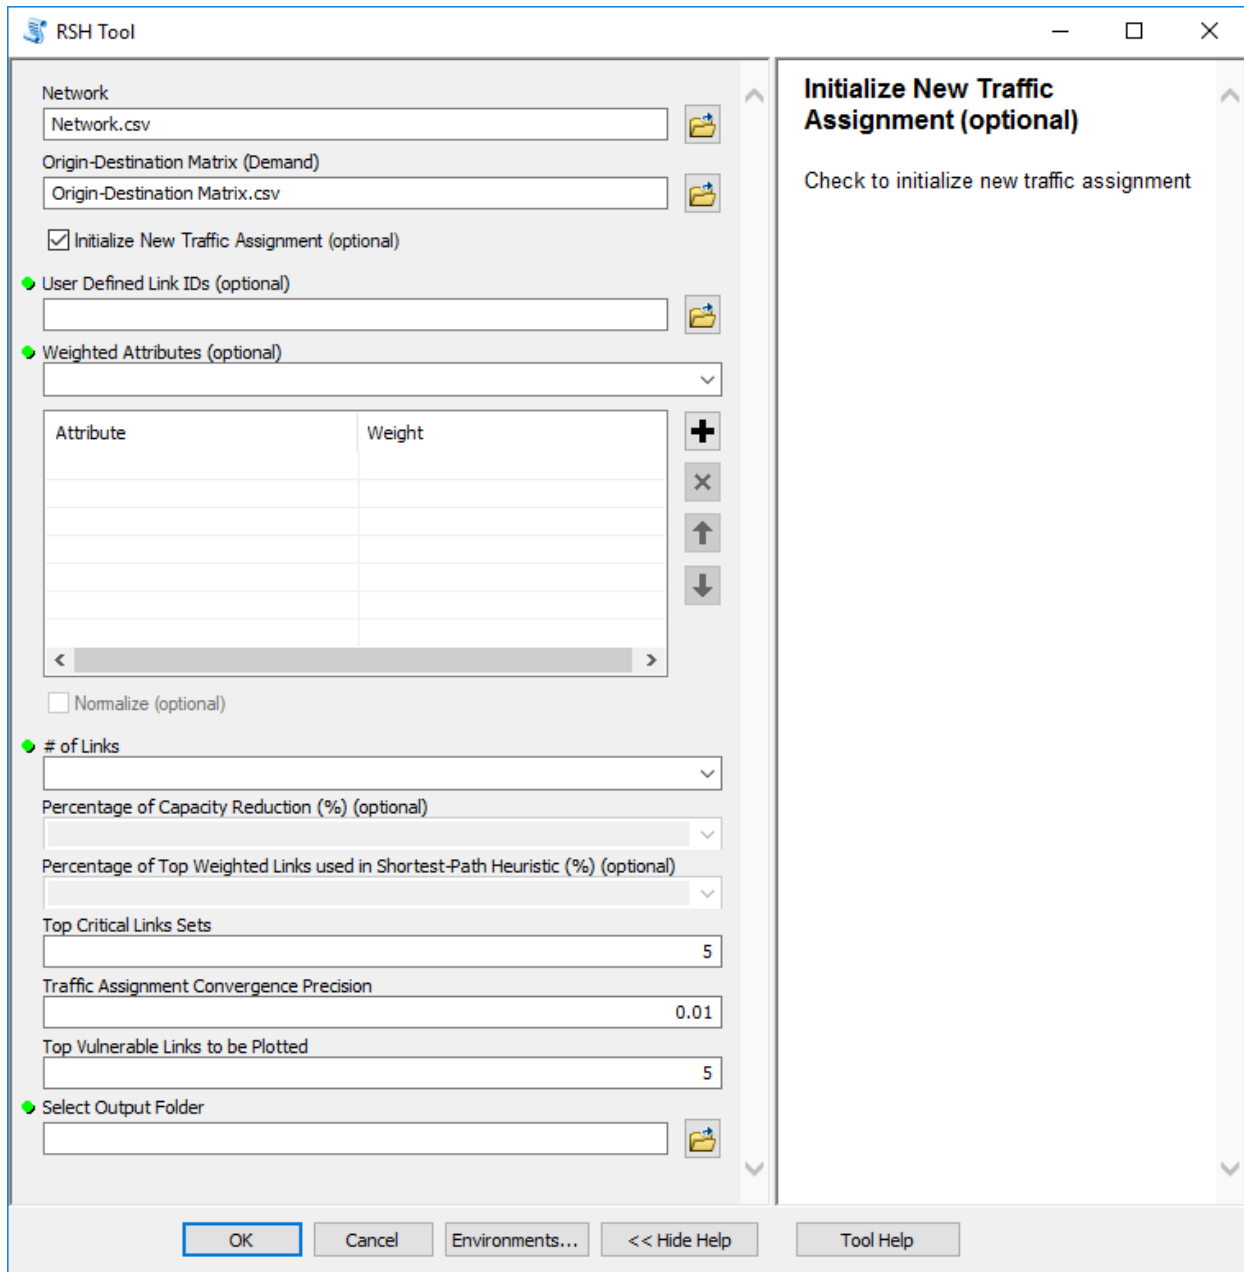 RSH Tool
Network
Network.csv
Origin-Destination Matrix (Demand)
Origin-Destination Matrix.csv
Initialize New Traffic Assignment (optional)
User Defined Link IDs (optional)
Weighted Attributes (optional)
Attribute Weight
Normalize (optional)
# of Links
Percentage of Capacity Reduction (%) (optional)
Percentage of Top Weighted Links used in Shortest-Path Heuristic (%) (optional)
Top Critical Links Sets
5
Traffic Assignment Convergence Precision
0.01
Top Vulnerable Links to be Plotted
5
Select Output Folder
Initialize New Traffic
Assignment (optional)
Check to initialize new traffic assignment
OK Cancel Environments... << Hide Help Tool Help